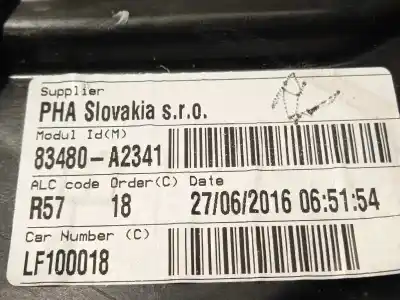 Supplier
PHA Slovakia s.r.o.
Modul Id(M)
83480-A2341
ALC code Order(C) Date
R57 18 27/06/2016 06:51:54
Car Number (C)
LF100018